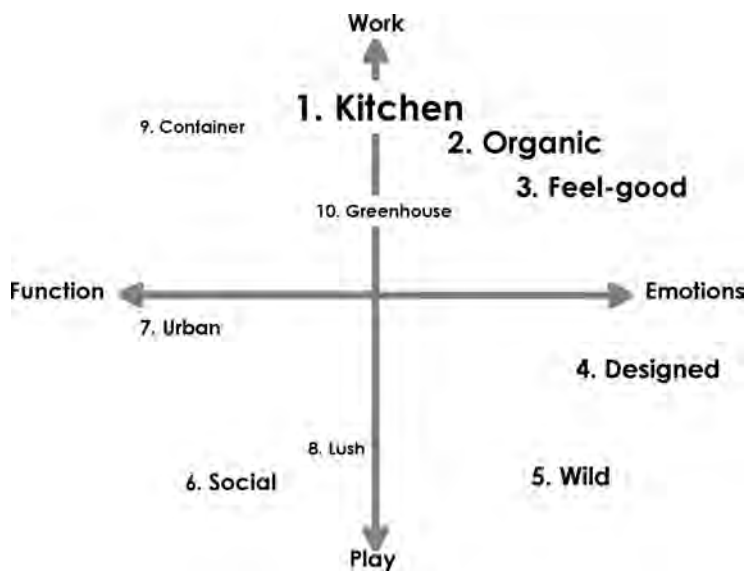 Work
1. Kitchen
9. Container
2. Organic
3. Feel-good
10. Greenhouse
Function
Emotions
7. Urban
4. Designed
8. Lush
5. Wild
6. Social
Play